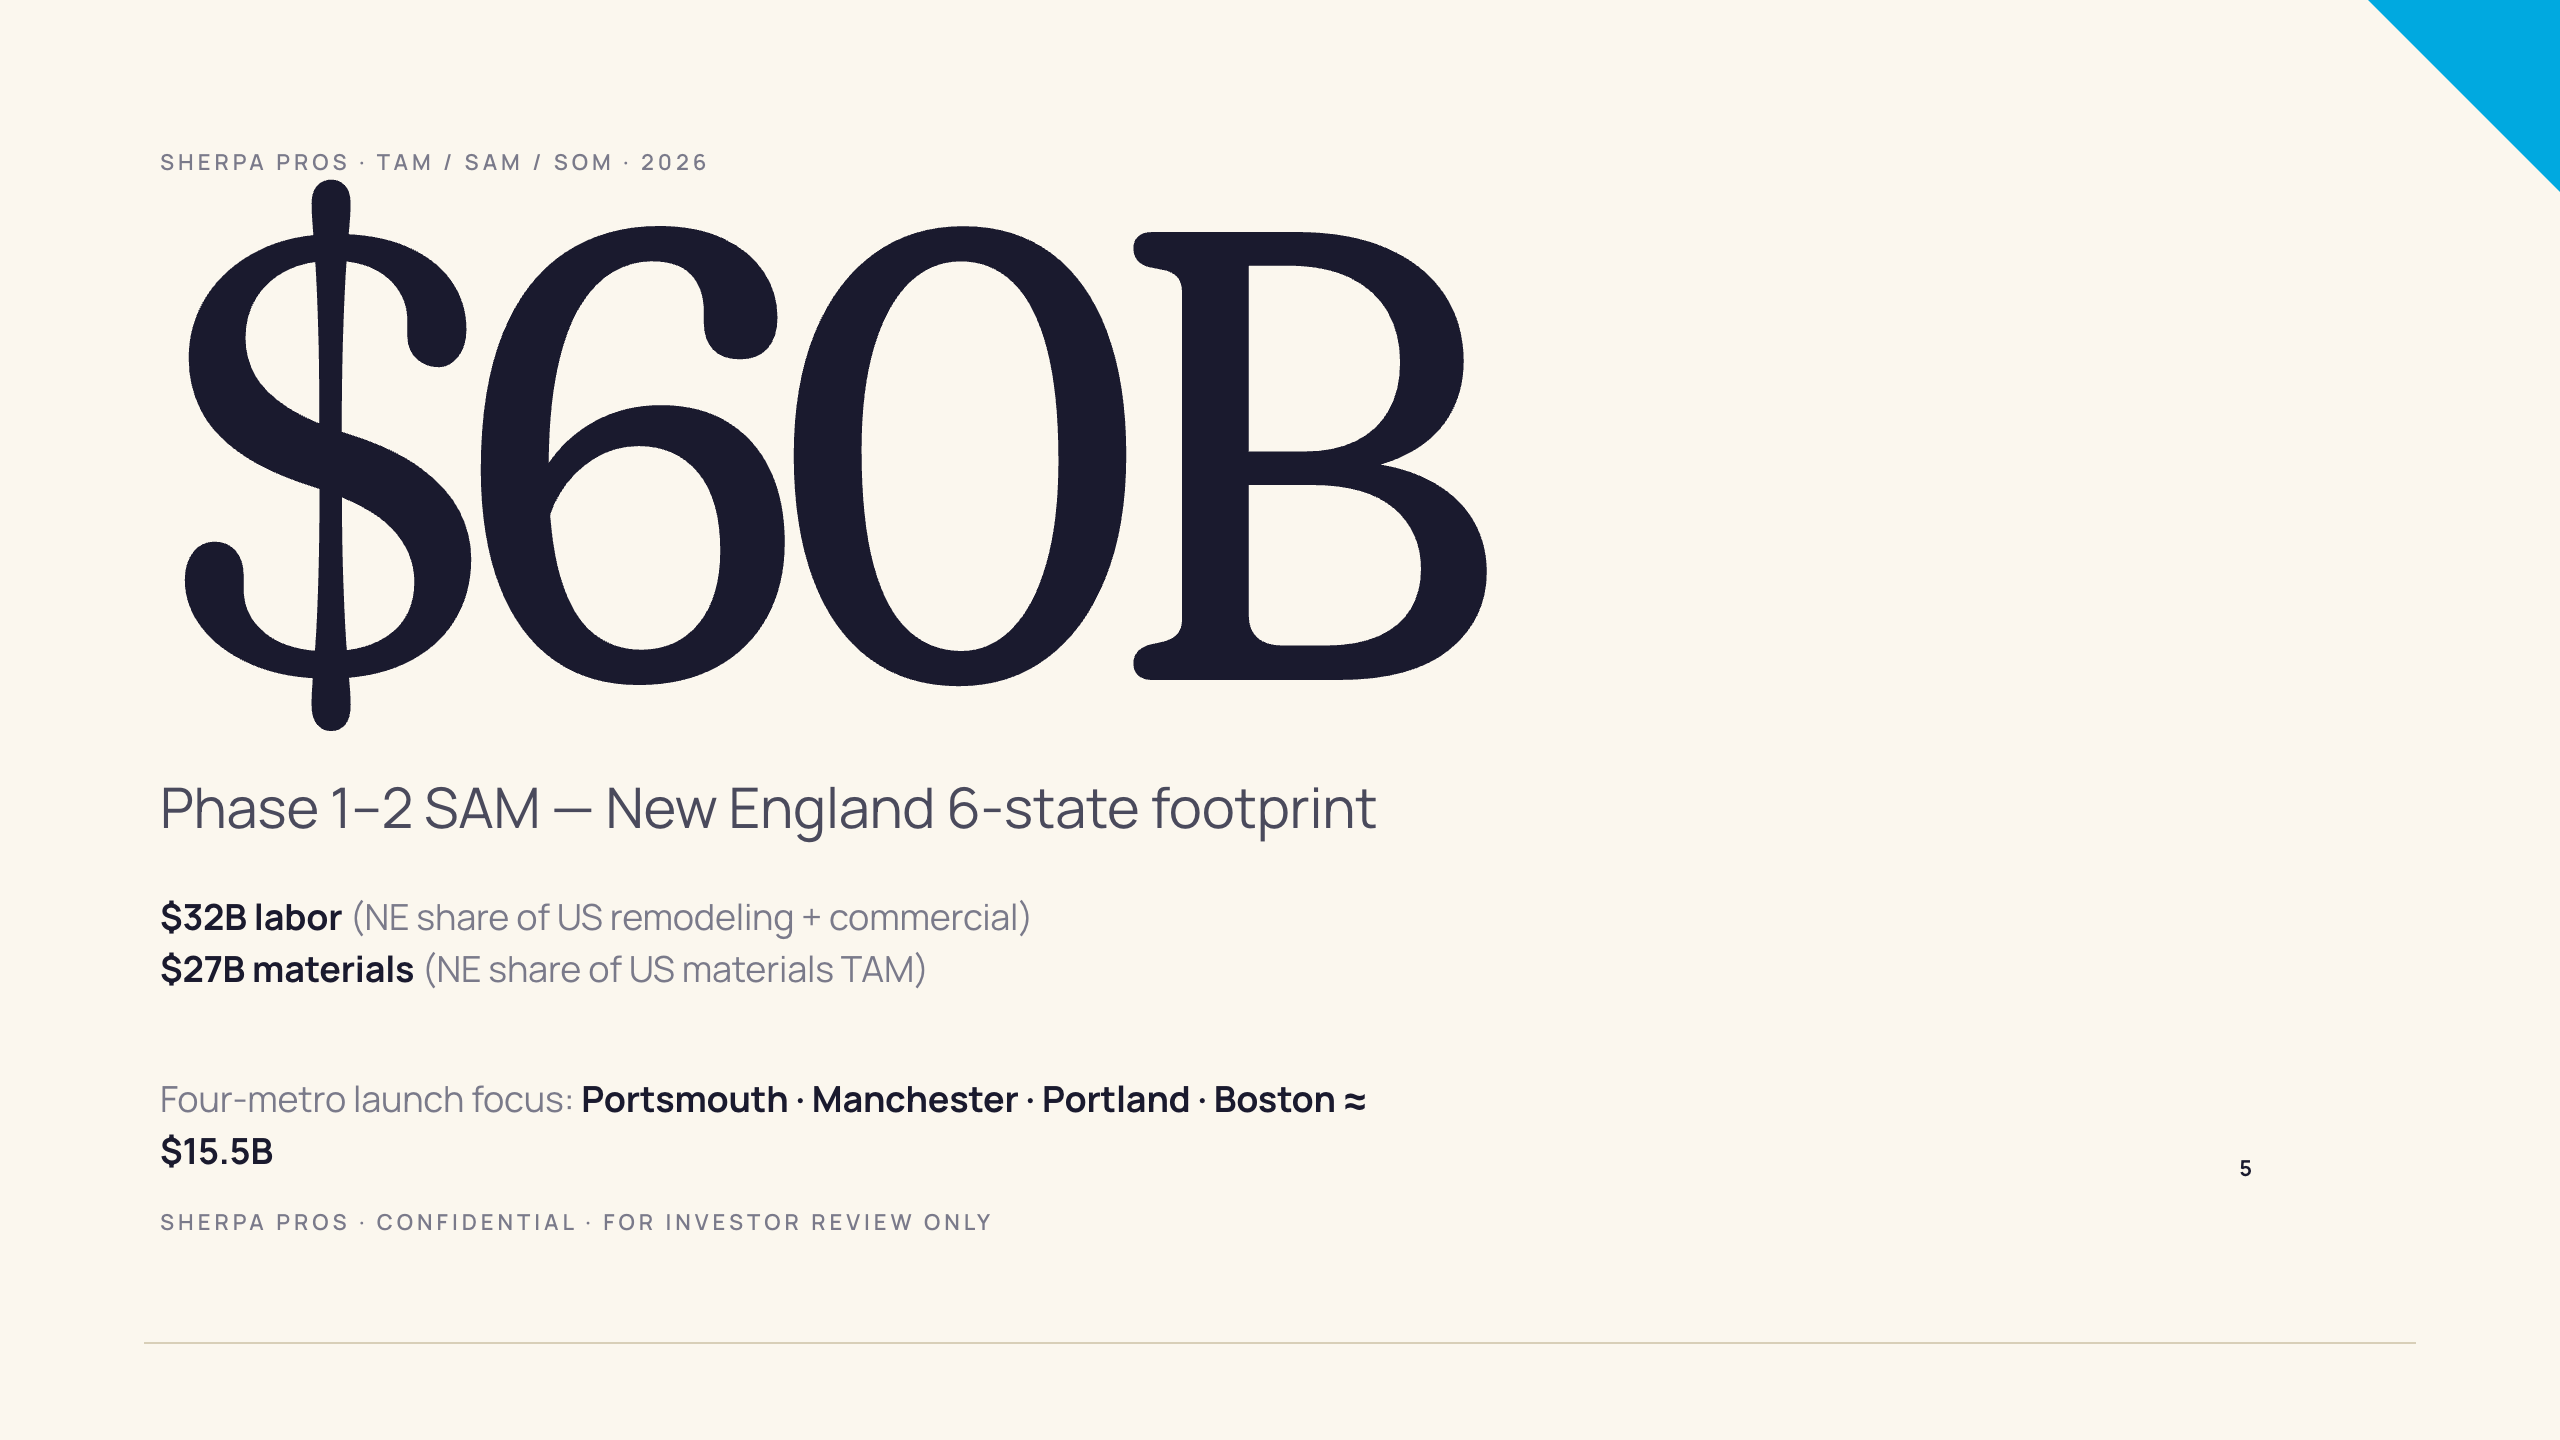 SHERPA PROS · TAM / SAM / SOM · 2026
$60B
Phase 1–2 SAM — New England 6-state footprint
$32B labor (NE share of US remodeling + commercial)
$27B materials (NE share of US materials TAM)
Four-metro launch focus: Portsmouth · Manchester · Portland · Boston ≈
$15.5B
5
SHERPA PROS · CONFIDENTIAL · FOR INVESTOR REVIEW ONLY